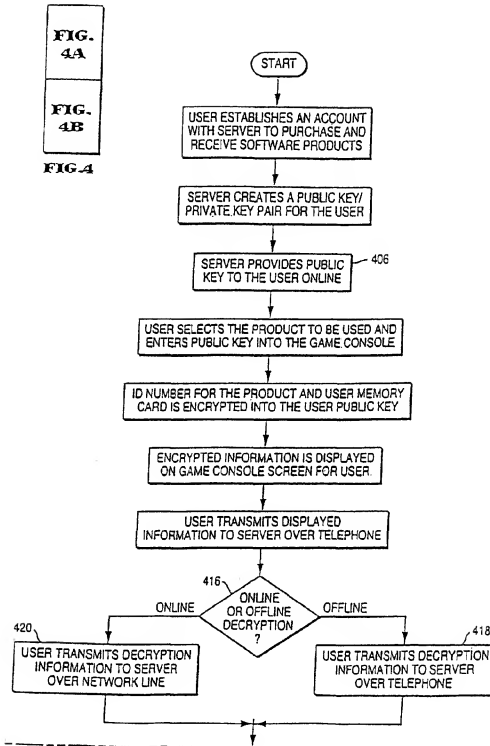 FIG.
4A
FIG.
4B
FIG.4
START
USER ESTABLISHES AN ACCOUNT
WITH SERVER TO PURCHASE AND
RECEIVE SOFTWARE PRODUCTS
SERVER CREATES A PUBLIC KEY/
PRIVATE KEY PAIR FOR THE USER
406
SERVER PROVIDES PUBLIC
KEY TO THE USER ONLINE
USER SELECTS THE PRODUCT TO BE USED AND
ENTERS PUBLIC KEY INTO THE GAME CONSOLE
ID NUMBER FOR THE PRODUCT AND USER MEMORY
CARD IS ENCRYPTED INTO THE USER PUBLIC KEY
ENCRYPTED INFORMATION IS DISPLAYED
ON GAME CONSOLE SCREEN FOR USER.
USER TRANSMITS DISPLAYED
INFORMATION TO SERVER OVER TELEPHONE
416
ONLINE
OR OFFLINE
DECRYPTION
?
ONLINE
OFFLINE
420
USER TRANSMITS DECRYPTION
INFORMATION TO SERVER
OVER NETWORK LINE
418
USER TRANSMITS DECRYPTION
INFORMATION TO SERVER
OVER TELEPHONE